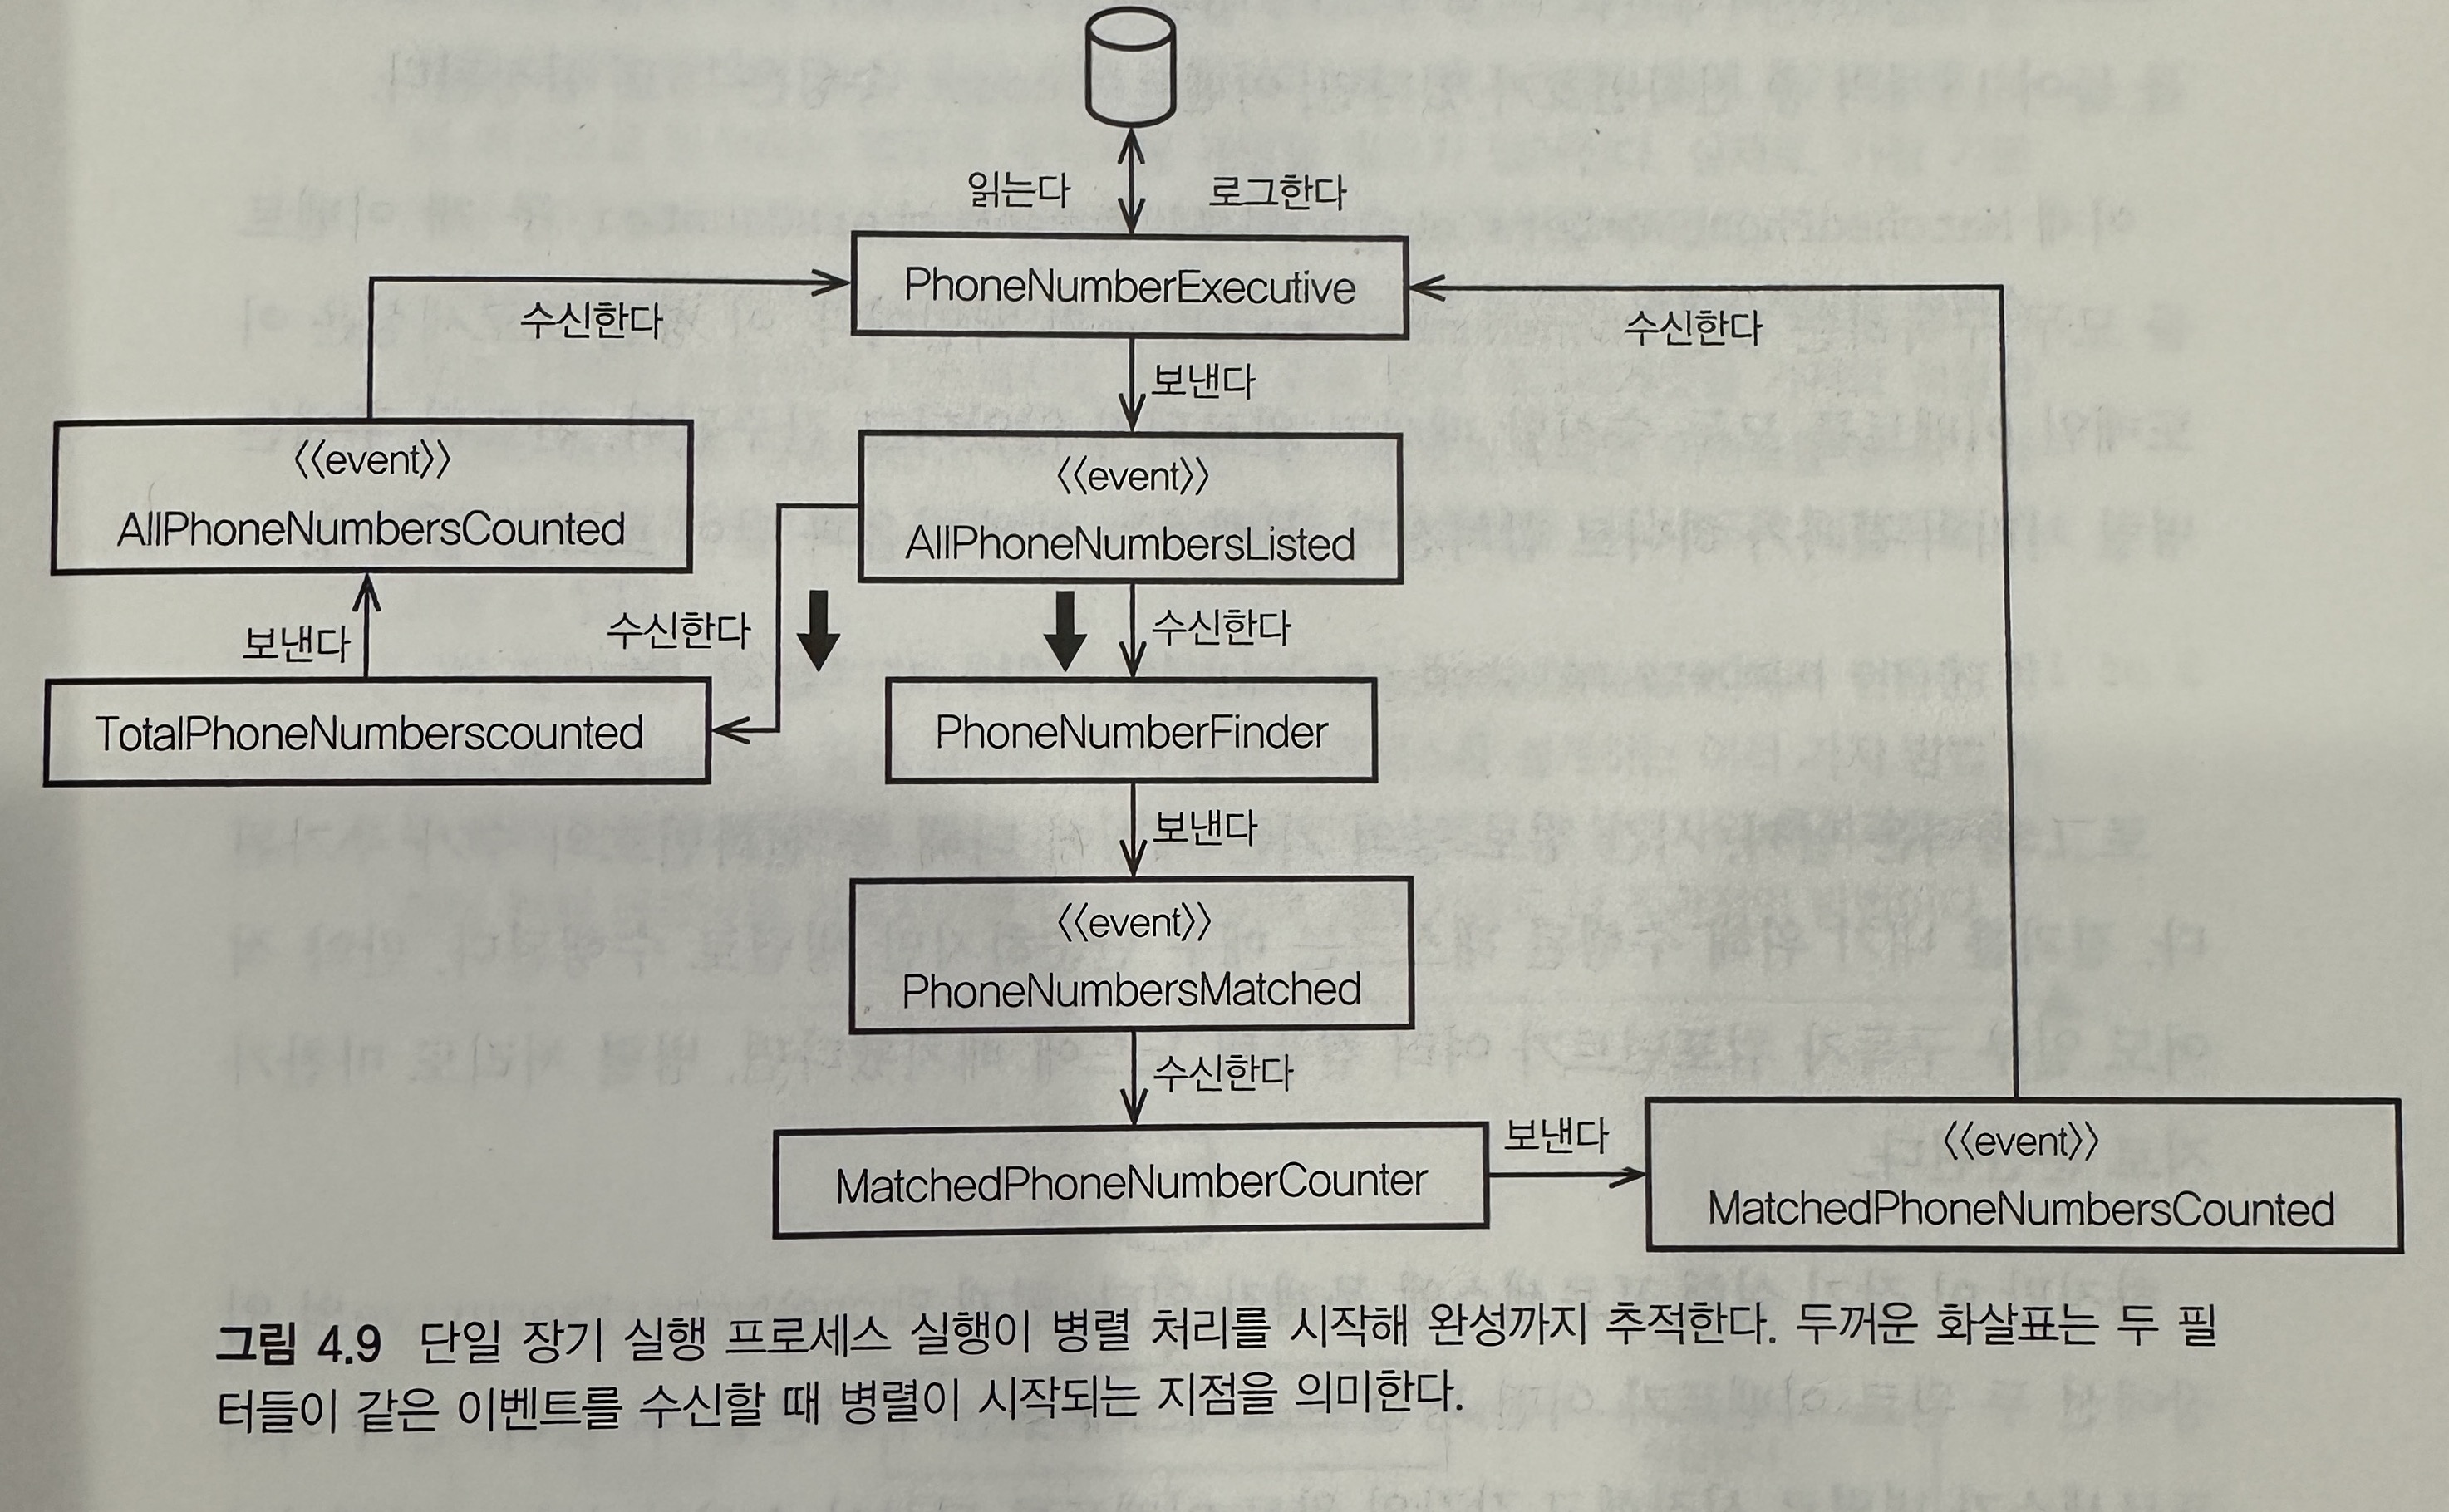 읽는다
로그한다
PhoneNumberExecutive
수신한다
수신한다
보낸다
〈〈event〉〉
AllPhoneNumbersCounted
〈〈event〉〉
AllPhoneNumbersListed
보낸다
수신한다
수신한다
TotalPhoneNumberscounted
PhoneNumberFinder
보낸다
〈〈event〉〉
PhoneNumbersMatched
수신한다
MatchedPhoneNumberCounter
보낸다
〈〈event〉〉
MatchedPhoneNumbersCounted
그림 4.9 단일 장기 실행 프로세스 실행이 병렬 처리를 시작해 완성까지 추적한다. 두꺼운 화살표는 두 필
터들이 같은 이벤트를 수신할 때 병렬이 시작되는 지점을 의미한다.